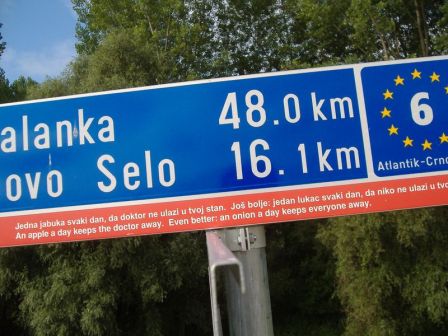 alanka 48.0 km
ovo Selo 16.1 km
6
Atlantik-Crno
Jedna jabuka svaki dan, da doktor ne ulazi u tvoj stan. Još bolje: jedan lukac svaki dan, da niko ne ulazi u tvo
An apple a day keeps the doctor away. Even better: an onion a day keeps everyone away.